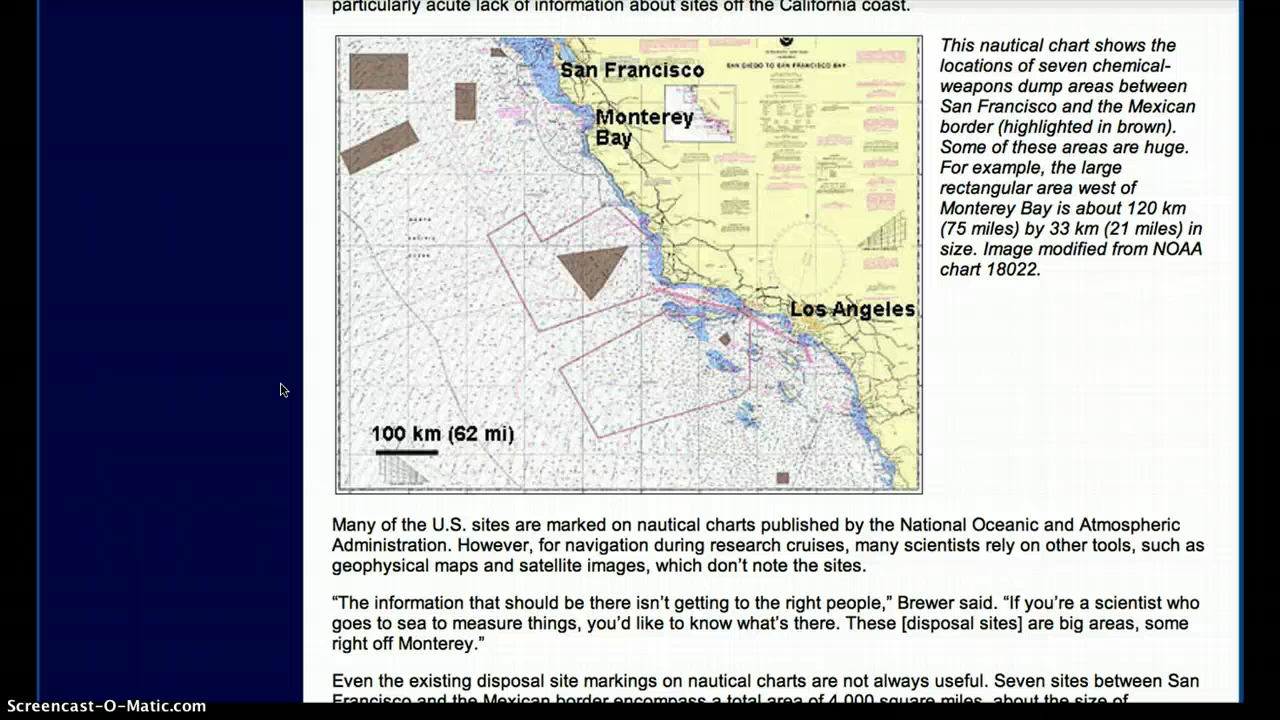 particularly acute lack of information about sites off the California coast.
San Francisco
SAN DIEGO TO SAN FRANCISCO BAY
Monterey
Bay
Los Angeles
100 km (62 mi)
This nautical chart shows the
locations of seven chemical-
weapons dump areas between
San Francisco and the Mexican
border (highlighted in brown).
Some of these areas are huge.
For example, the large
rectangular area west of
Monterey Bay is about 120 km
(75 miles) by 33 km (21 miles) in
size. Image modified from NOAA
chart 18022.
Many of the U.S. sites are marked on nautical charts published by the National Oceanic and Atmospheric
Administration. However, for navigation during research cruises, many scientists rely on other tools, such as
geophysical maps and satellite images, which don’t note the sites.
“The information that should be there isn’t getting to the right people,” Brewer said. “If you’re a scientist who
goes to sea to measure things, you’d like to know what’s there. These [disposal sites] are big areas, some
right off Monterey.”
Even the existing disposal site markings on nautical charts are not always useful. Seven sites between San
Francisco and the Mexican border encompass a total area of 4,000 square miles, about the size of
Screencast-O-Matic.com